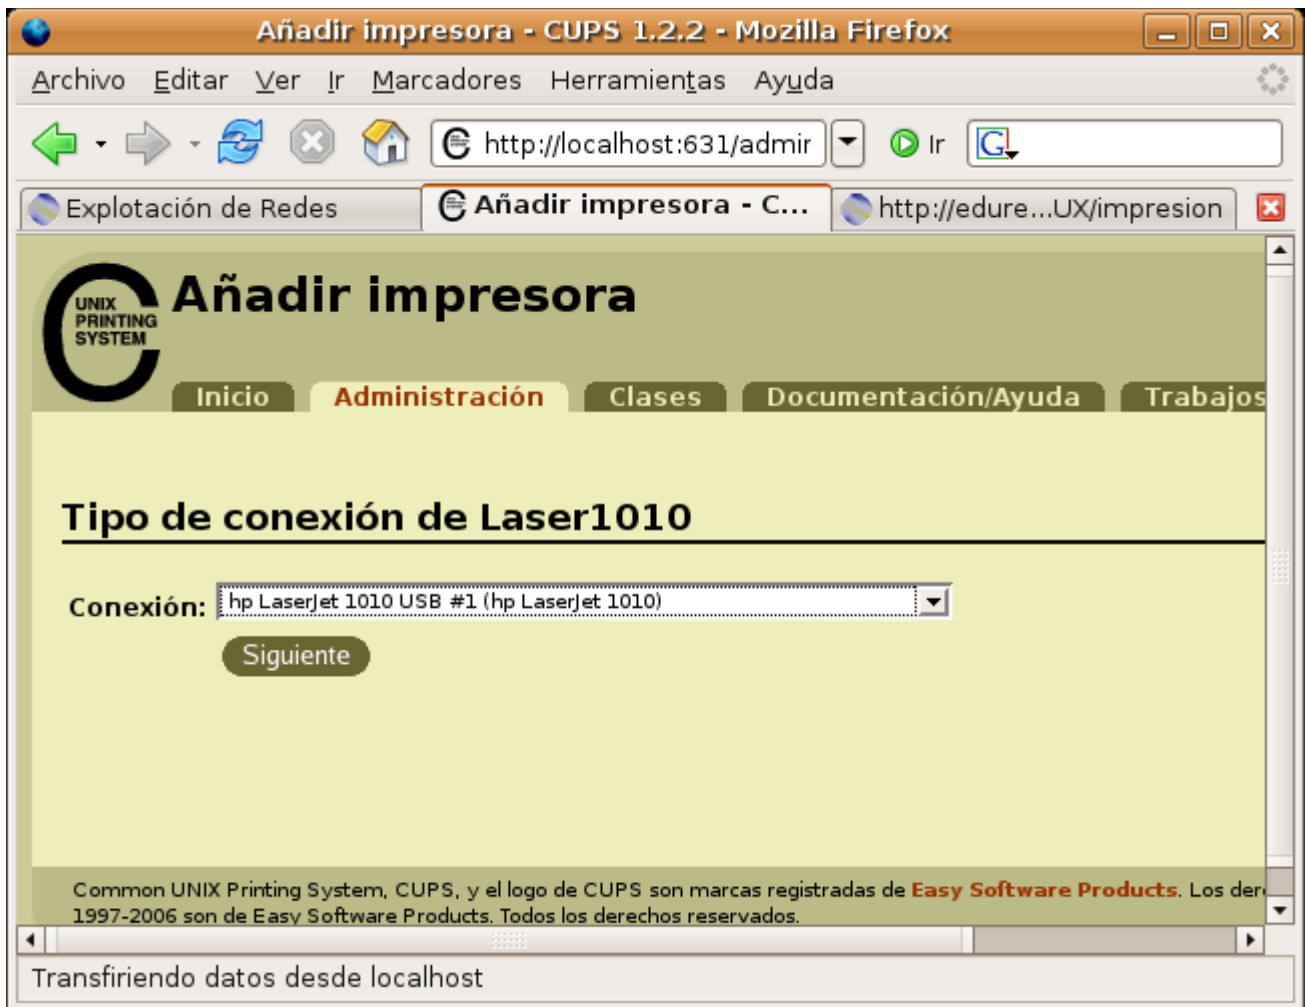 Añadir impresora - CUPS 1.2.2 - Mozilla Firefox
Archivo Editar Ver Ir Marcadores Herramientas Ayuda
http://localhost:631/admir Ir G
Explotación de Redes Añadir impresora - C... http://edure...UX/impresion
UNIX
PRINTING
SYSTEM
Añadir impresora
Inicio Administración Clases Documentación/Ayuda Trabajos
Tipo de conexión de Laser1010
Conexión: hp LaserJet 1010 USB #1 (hp LaserJet 1010)
Siguiente
Common UNIX Printing System, CUPS, y el logo de CUPS son marcas registradas de Easy Software Products. Los der
1997-2006 son de Easy Software Products. Todos los derechos reservados.
Transfiriendo datos desde localhost